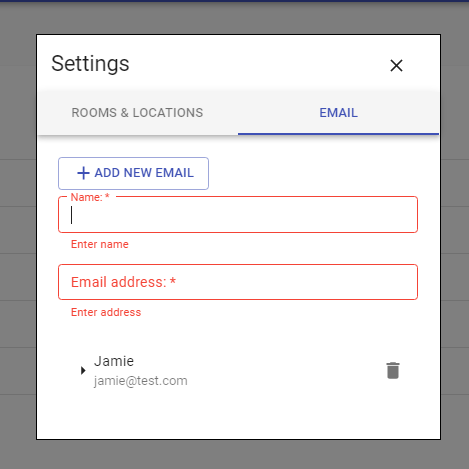 Settings
ROOMS & LOCATIONS EMAIL
ADD NEW EMAIL
Name: *
Enter name
Email address: *
Enter address
Jamie
jamie@test.com